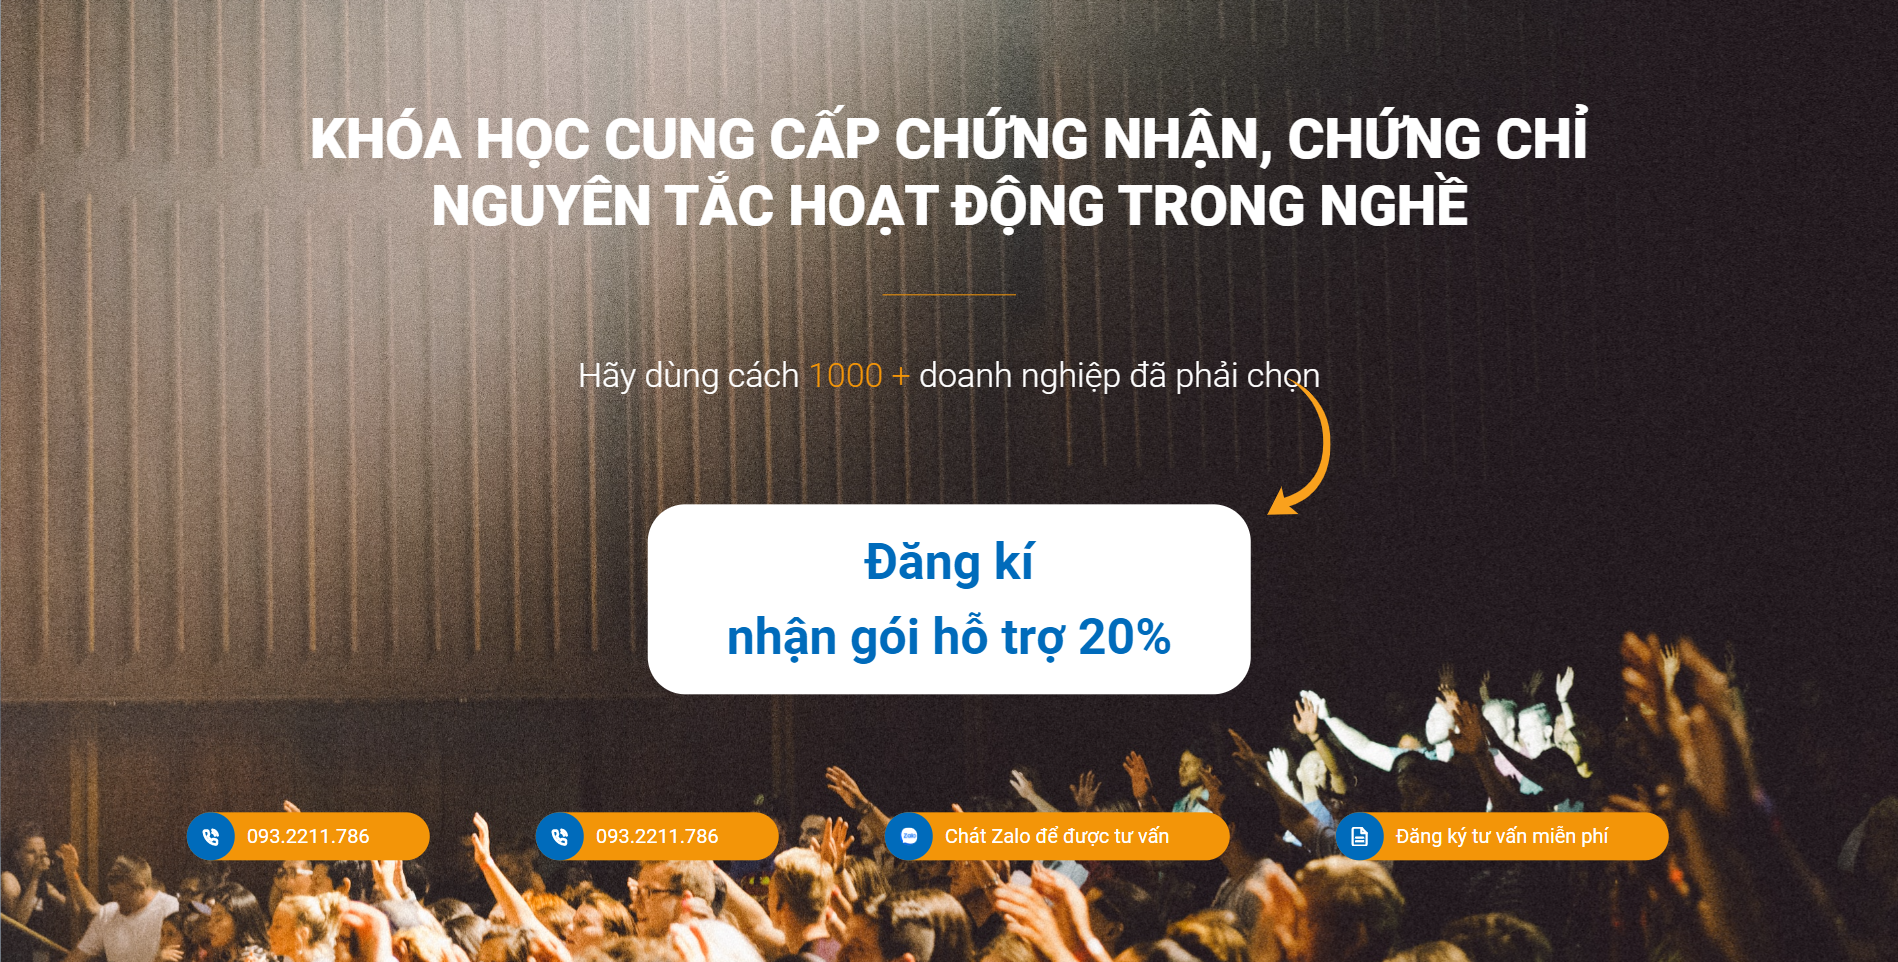 KHÓA HỌC CUNG CẤP CHỨNG NHẬN, CHỨNG CHỈ
NGUYÊN TẮC HOẠT ĐỘNG TRONG NGHỀ
Hãy dùng cách 1000 + doanh nghiệp đã phải chọn
Đăng kí
nhận gói hỗ trợ 20%
093.2211.786
093.2211.786
Chát Zalo để được tư vấn
Đăng ký tư vấn miễn phí